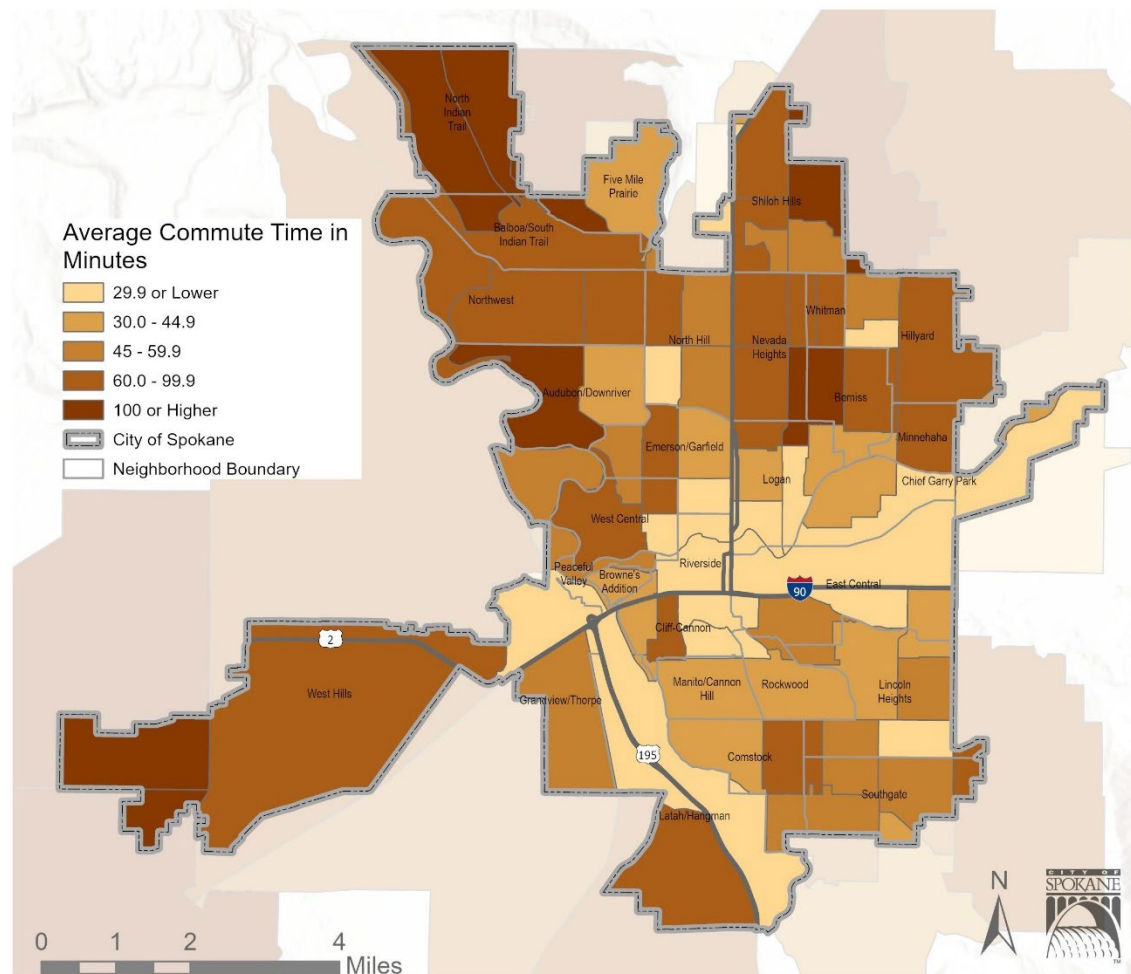 Average Commute Time in
Minutes
29.9 or Lower
30.0 - 44.9
45 - 59.9
60.0 - 99.9
100 or Higher
City of Spokane
Neighborhood Boundary
North
Indian
Trail
Five Mile
Prairie
Shiloh Hills
Balboa/South
Indian Trail
Northwest
Whitman
North Hill
Nevada
Heights
Hillyard
Audubon/Downriver
Bemiss
Emerson/Garfield
Minnehaha
Logan
Chief Garry Park
West Central
Riverside
Peaceful
Valley
Browne's
Addition
East Central
90
Cliff-Cannon
2
West Hills
Grandview/Thorpe
Manito/Cannon
Hill
Rockwood
Lincoln
Heights
195
Comstock
Southgate
Latah/Hangman
N
CITY OF
SPOKANE
TM
0 1 2 4
Miles